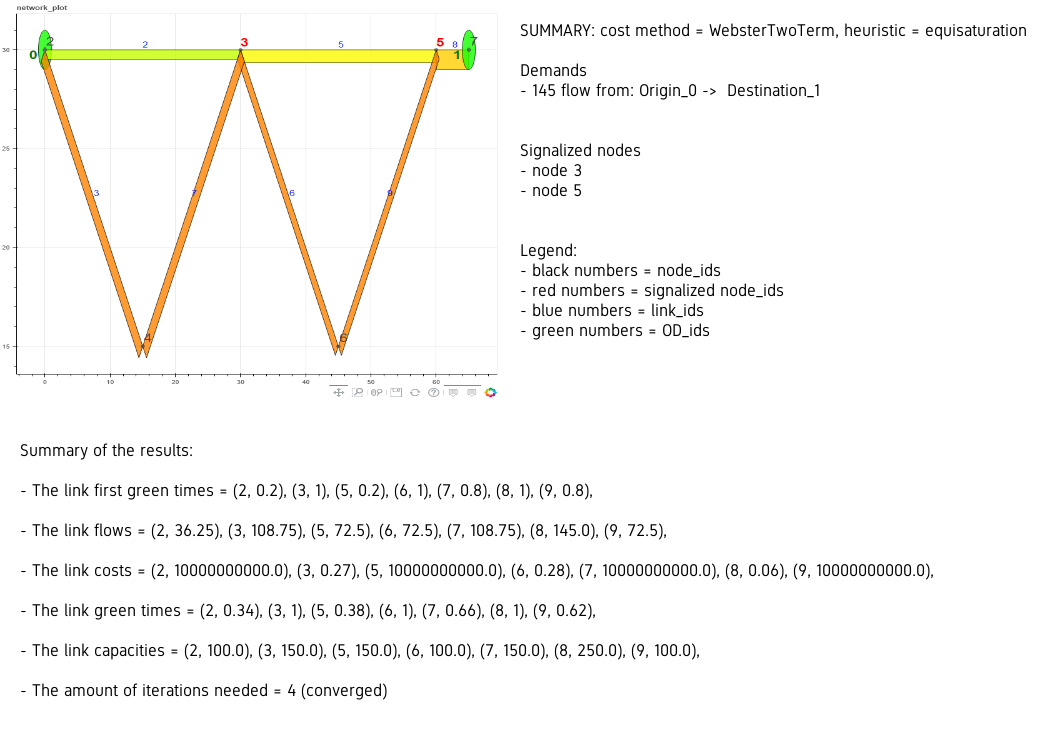 network_plot
SUMMARY: cost method = WebsterTwoTerm, heuristic = equisaturation
Demands
- 145 flow from: Origin_0 -> Destination_1
Signalized nodes
- node 3
- node 5
Legend:
- black numbers = node_ids
- red numbers = signalized node_ids
- blue numbers = link_ids
- green numbers = OD_ids
30
25
20
15
0 10 20 30 40 50 60
0 2 2 3 5 5 8 1 7
3 7 6 9
4 6
Summary of the results:
- The link first green times = (2, 0.2), (3, 1), (5, 0.2), (6, 1), (7, 0.8), (8, 1), (9, 0.8),
- The link flows = (2, 36.25), (3, 108.75), (5, 72.5), (6, 72.5), (7, 108.75), (8, 145.0), (9, 72.5),
- The link costs = (2, 10000000000.0), (3, 0.27), (5, 10000000000.0), (6, 0.28), (7, 10000000000.0), (8, 0.06), (9, 10000000000.0),
- The link green times = (2, 0.34), (3, 1), (5, 0.38), (6, 1), (7, 0.66), (8, 1), (9, 0.62),
- The link capacities = (2, 100.0), (3, 150.0), (5, 150.0), (6, 100.0), (7, 150.0), (8, 250.0), (9, 100.0),
- The amount of iterations needed = 4 (converged)